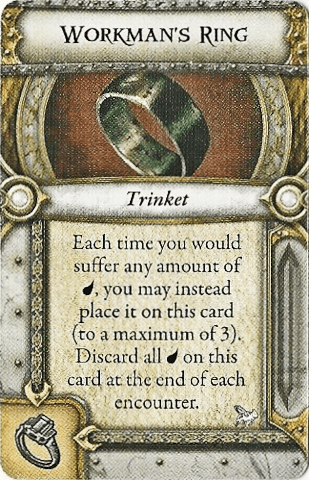 WORKMAN'S RING
Trinket
Each time you would
suffer any amount of
, you may instead
place it on this card
(to a maximum of 3).
Discard all on this
card at the end of each
encounter.